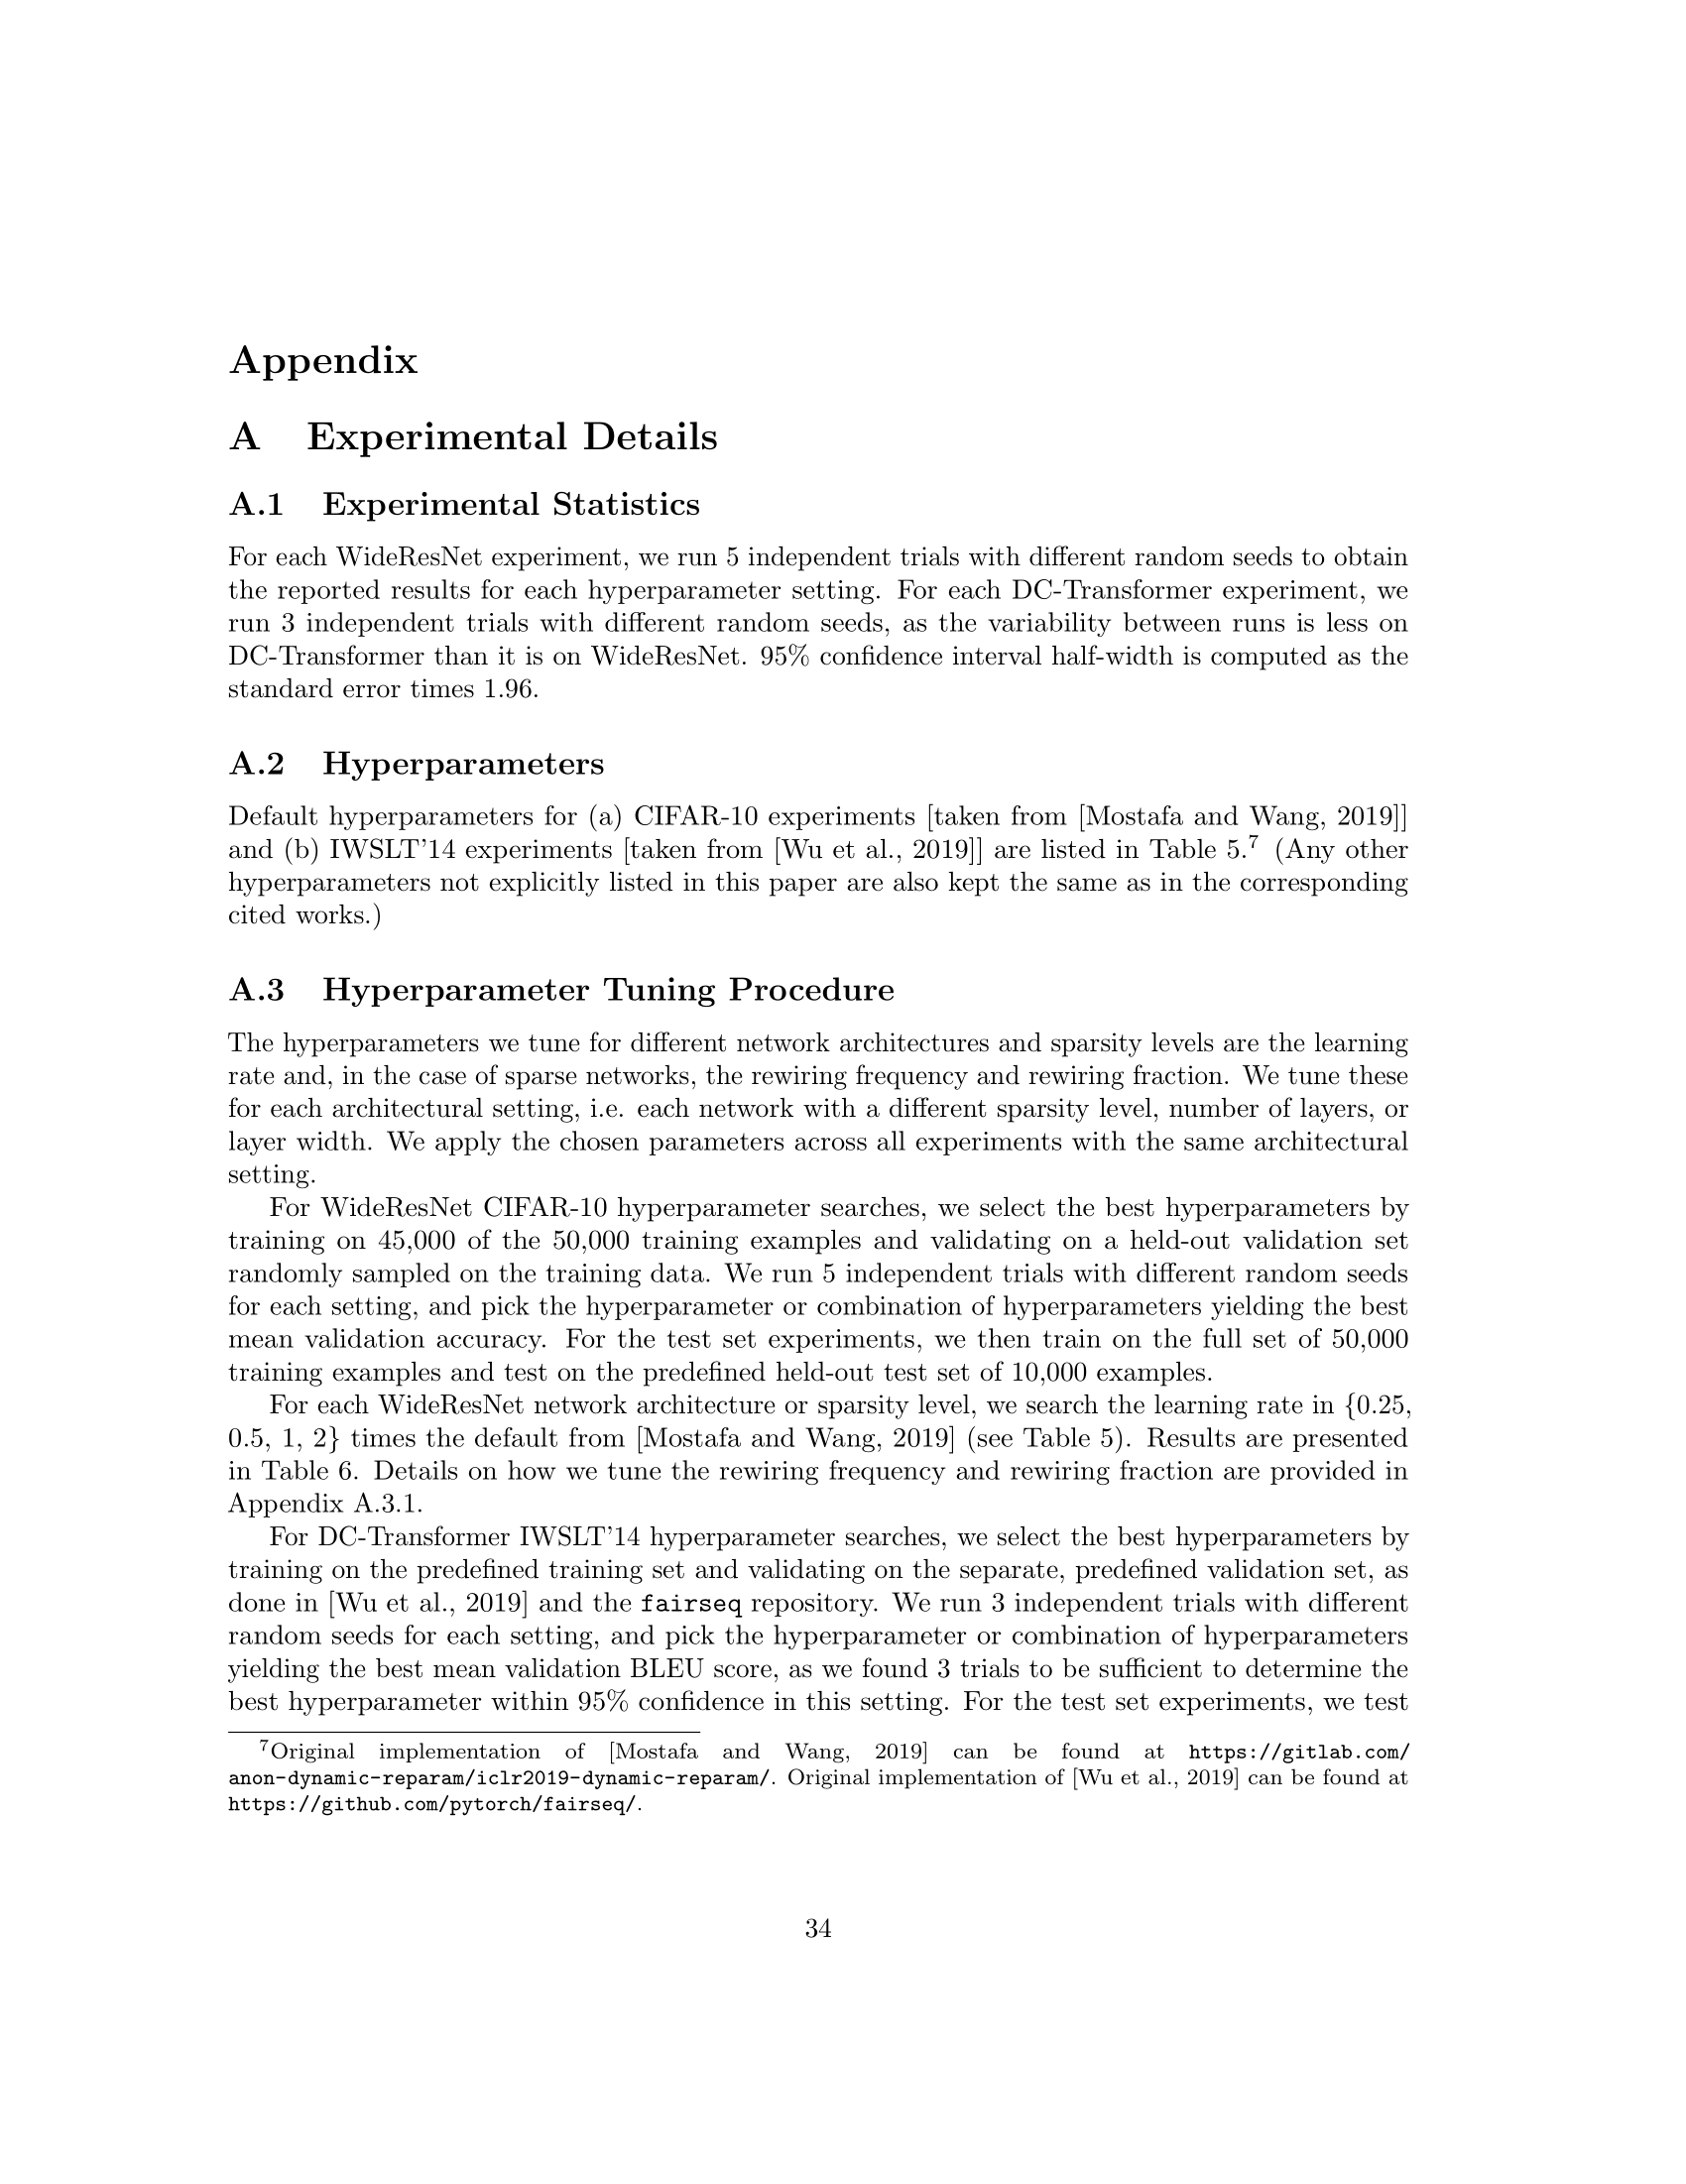 Appendix
A Experimental Details
A.1 Experimental Statistics
For each WideResNet experiment, we run 5 independent trials with different random seeds to obtain
the reported results for each hyperparameter setting. For each DC-Transformer experiment, we
run 3 independent trials with different random seeds, as the variability between runs is less on
DC-Transformer than it is on WideResNet. 95% confidence interval half-width is computed as the
standard error times 1.96.
A.2 Hyperparameters
Default hyperparameters for (a) CIFAR-10 experiments [taken from [Mostafa and Wang, 2019]]
and (b) IWSLT'14 experiments [taken from [Wu et al., 2019]] are listed in Table 5.⁷ (Any other
hyperparameters not explicitly listed in this paper are also kept the same as in the corresponding
cited works.)
A.3 Hyperparameter Tuning Procedure
The hyperparameters we tune for different network architectures and sparsity levels are the learning
rate and, in the case of sparse networks, the rewiring frequency and rewiring fraction. We tune these
for each architectural setting, i.e. each network with a different sparsity level, number of layers, or
layer width. We apply the chosen parameters across all experiments with the same architectural
setting.
For WideResNet CIFAR-10 hyperparameter searches, we select the best hyperparameters by
training on 45,000 of the 50,000 training examples and validating on a held-out validation set
randomly sampled on the training data. We run 5 independent trials with different random seeds
for each setting, and pick the hyperparameter or combination of hyperparameters yielding the best
mean validation accuracy. For the test set experiments, we then train on the full set of 50,000
training examples and test on the predefined held-out test set of 10,000 examples.
For each WideResNet network architecture or sparsity level, we search the learning rate in {0.25,
0.5, 1, 2} times the default from [Mostafa and Wang, 2019] (see Table 5). Results are presented
in Table 6. Details on how we tune the rewiring frequency and rewiring fraction are provided in
Appendix A.3.1.
For DC-Transformer IWSLT'14 hyperparameter searches, we select the best hyperparameters by
training on the predefined training set and validating on the separate, predefined validation set, as
done in [Wu et al., 2019] and the fairseq repository. We run 3 independent trials with different
random seeds for each setting, and pick the hyperparameter or combination of hyperparameters
yielding the best mean validation BLEU score, as we found 3 trials to be sufficient to determine the
best hyperparameter within 95% confidence in this setting. For the test set experiments, we test
⁷Original implementation of [Mostafa and Wang, 2019] can be found at https://gitlab.com/
anon-dynamic-reparam/iclr2019-dynamic-reparam/. Original implementation of [Wu et al., 2019] can be found at
https://github.com/pytorch/fairseq/.
34